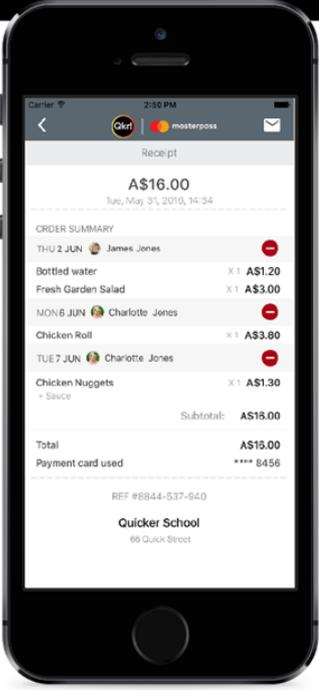 Carrier 2:50 PM
Qkr! masterpass
Receipt
A$16.00
Tue, May 31, 2016, 14:34
ORDER SUMMARY
THU 2 JUN James Jones
Bottled water X 1 A$1.20
Fresh Garden Salad X 1 A$3.00
MON 6 JUN Charlotte Jones
Chicken Roll X 1 A$3.80
TUE 7 JUN Charlotte Jones
Chicken Nuggets X 1 A$1.30
+ Sauce
Subtotal: A$16.00
Total A$16.00
Payment card used **** 8456
REF #8844-537-940
Quicker School
66 Quick Street